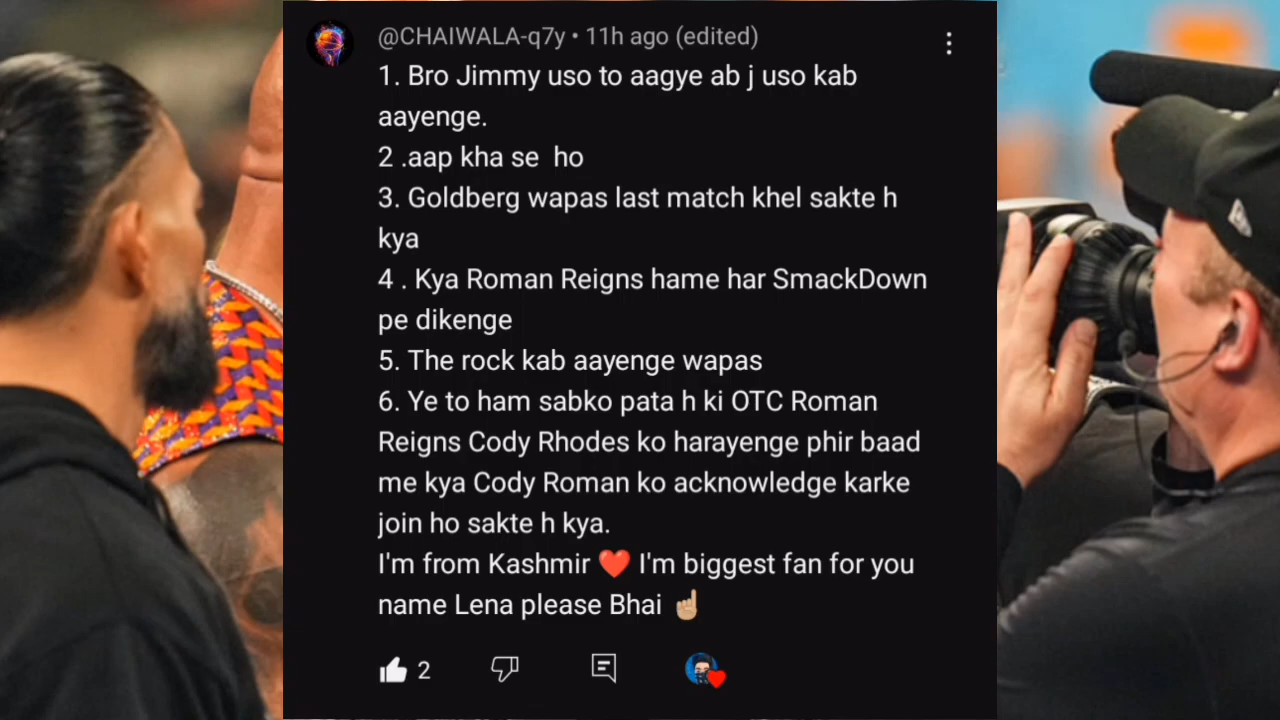 @CHAIWALA-q7y • 11h ago (edited)
1. Bro Jimmy uso to aagye ab j uso kab
aayenge.
2 .aap kha se  ho
3. Goldberg wapas last match khel sakte h
kya
4 . Kya Roman Reigns hame har SmackDown
pe dikenge
5. The rock kab aayenge wapas
6. Ye to ham sabko pata h ki OTC Roman
Reigns Cody Rhodes ko harayenge phir baad
me kya Cody Roman ko acknowledge karke
join ho sakte h kya.
I'm from Kashmir ❤️ I'm biggest fan for you
name Lena please Bhai ☝🏼
2